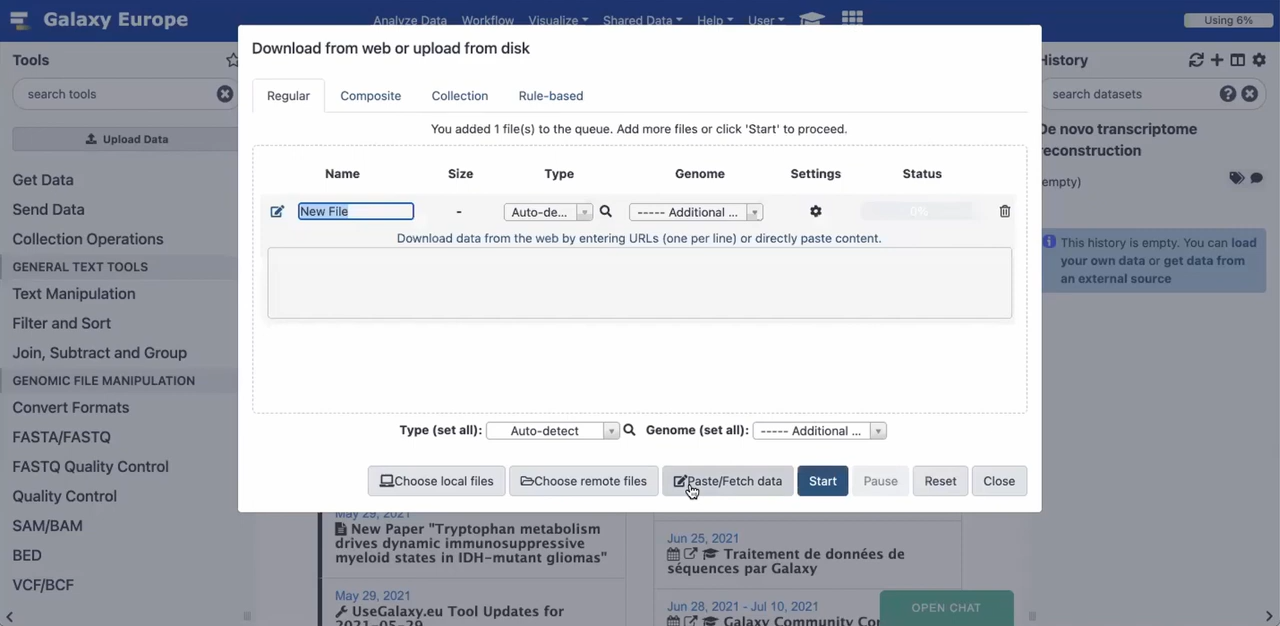 Galaxy Europe
Analyze Data Workflow Visualize Shared Data Help User
Using 6%
Tools
search tools
Upload Data
Get Data
Send Data
Collection Operations
GENERAL TEXT TOOLS
Text Manipulation
Filter and Sort
Join, Subtract and Group
GENOMIC FILE MANIPULATION
Convert Formats
FASTA/FASTQ
FASTQ Quality Control
Quality Control
SAM/BAM
BED
VCF/BCF
Download from web or upload from disk
Regular Composite Collection Rule-based
You added 1 file(s) to the queue. Add more files or click 'Start' to proceed.
Name Size Type Genome Settings Status
New File - Auto-de... ----- Additional ... 0%
Download data from the web by entering URLs (one per line) or directly paste content.
Type (set all): Auto-detect Genome (set all): ----- Additional ...
Choose local files Choose remote files Paste/Fetch data Start Pause Reset Close
May 29, 2021
New Paper "Tryptophan metabolism
drives dynamic immunosuppressive
myeloid states in IDH-mutant gliomas"
May 29, 2021
UseGalaxy.eu Tool Updates for
2021-05-29
Jun 25, 2021
Traitement de données de
séquences par Galaxy
Jun 28, 2021 - Jul 10, 2021
Galaxy Community
OPEN CHAT
History
search datasets
De novo transcriptome
reconstruction
empty)
This history is empty. You can load
your own data or get data from
an external source